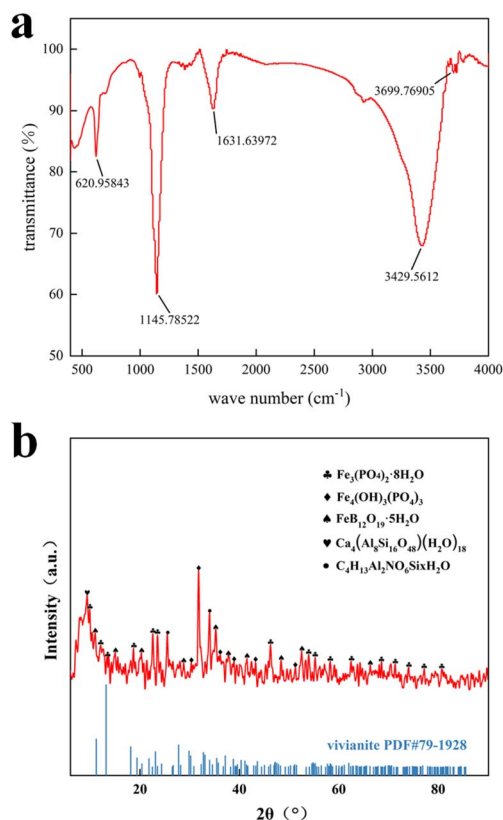 a
100
90
80
70
60
50
transmittance (%)
620.95843
1145.78522
1631.63972
3699.76905
3429.5612
500 1000 1500 2000 2500 3000 3500 4000
wave number (cm⁻¹)
b
Intensity (a.u.)
♣ Fe₃(PO₄)₂·8H₂O
♦ Fe₄(OH)₃(PO₄)₃
♠ FeB₁₂O₁₉·5H₂O
♥ Ca₄(Al₈Si₁₆O₄₈)(H₂O)₁₈
• C₄H₁₃Al₂NO₆SixH₂O
vivianite PDF#79-1928
20 40 60 80
2θ (°)